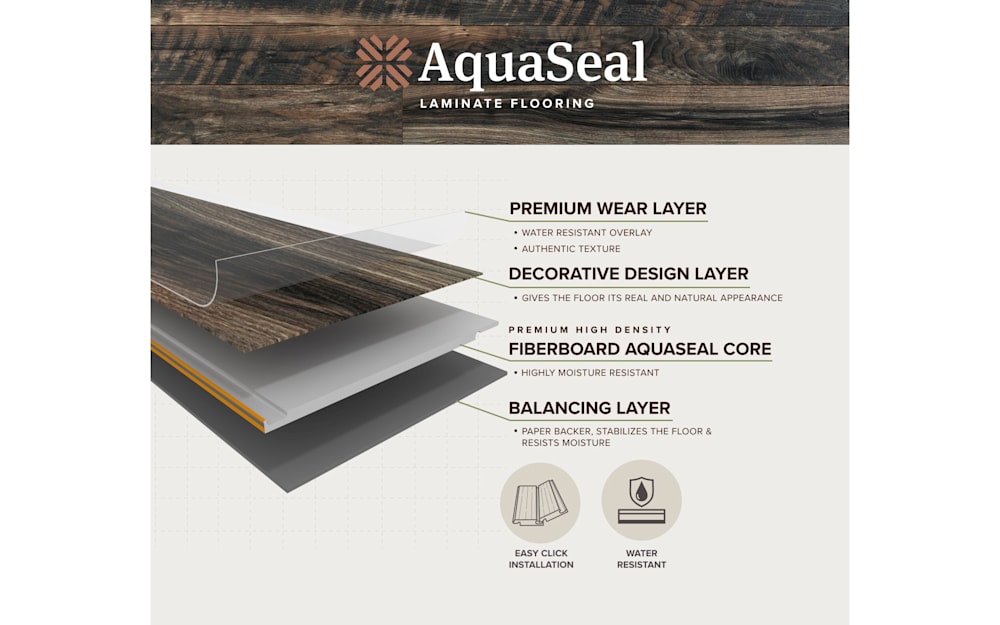 AquaSeal
LAMINATE FLOORING
PREMIUM WEAR LAYER
• WATER RESISTANT OVERLAY
• AUTHENTIC TEXTURE
DECORATIVE DESIGN LAYER
• GIVES THE FLOOR ITS REAL AND NATURAL APPEARANCE
PREMIUM HIGH DENSITY
FIBERBOARD AQUASEAL CORE
• HIGHLY MOISTURE RESISTANT
BALANCING LAYER
• PAPER BACKER, STABILIZES THE FLOOR &
RESISTS MOISTURE
EASY CLICK
INSTALLATION
WATER
RESISTANT